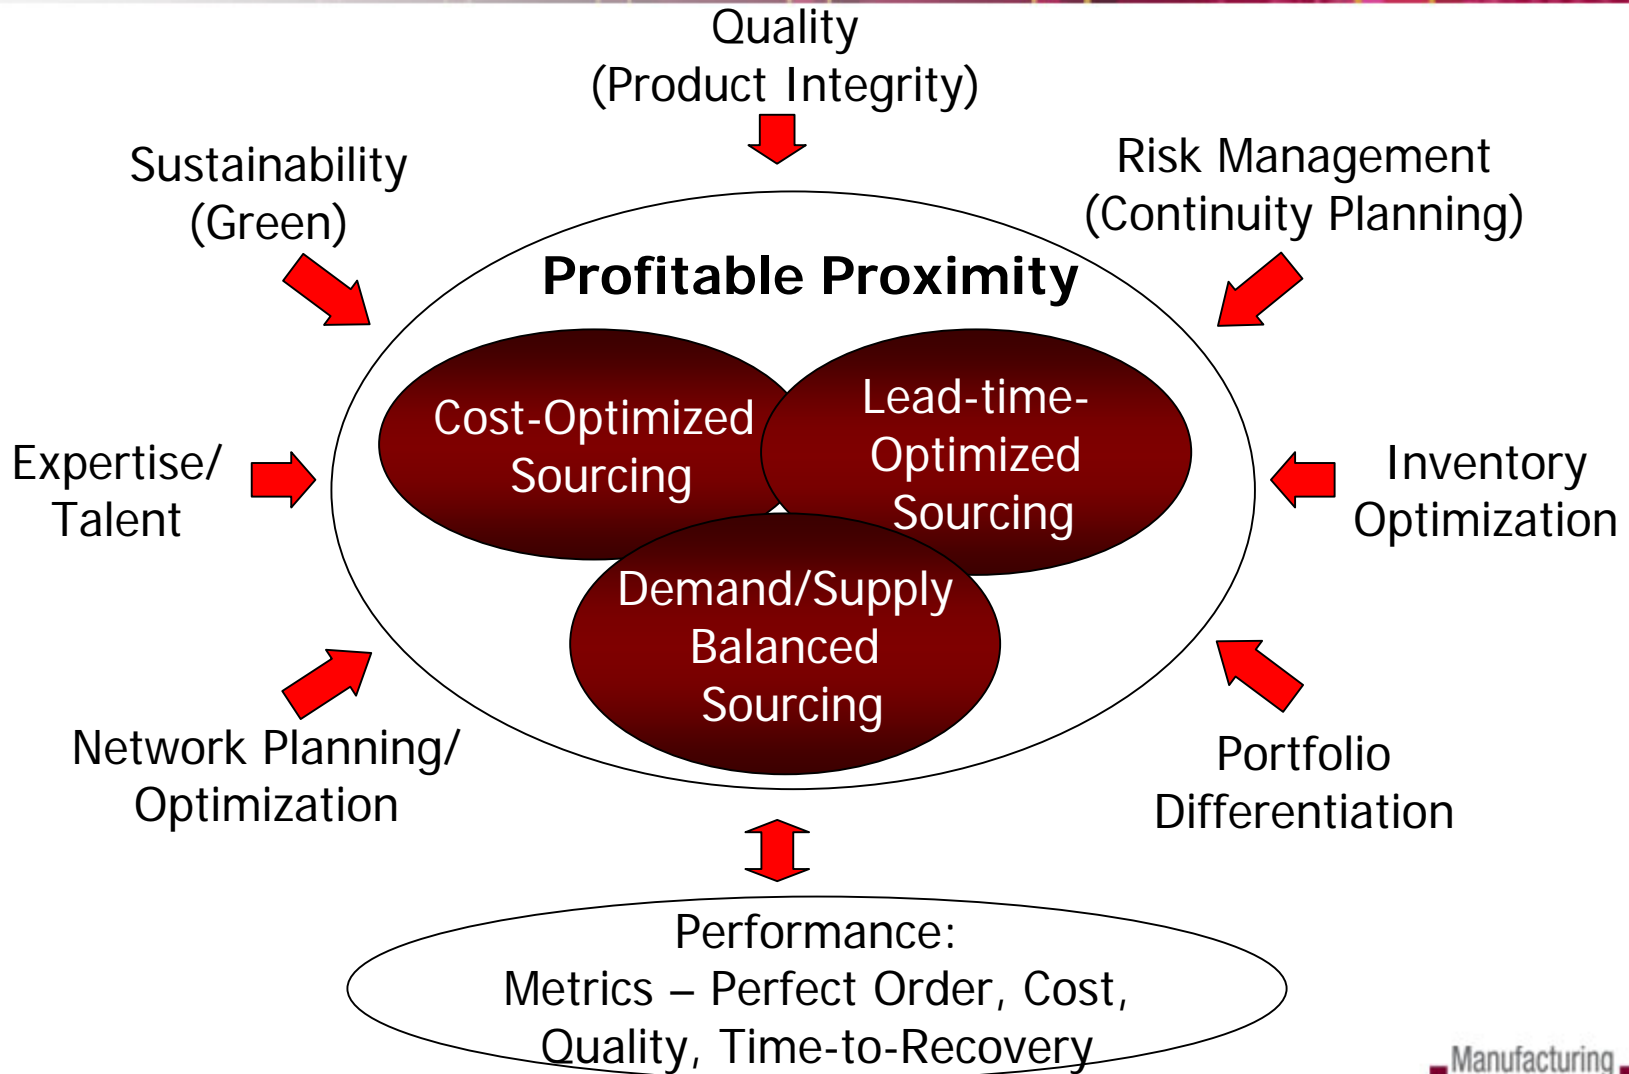 Quality
(Product Integrity)
Sustainability
(Green)
Risk Management
(Continuity Planning)
Profitable Proximity
Cost-Optimized
Sourcing
Lead-time-
Optimized
Sourcing
Expertise/
Talent
Inventory
Optimization
Demand/Supply
Balanced
Sourcing
Network Planning/
Optimization
Portfolio
Differentiation
Performance:
Metrics – Perfect Order, Cost,
Quality, Time-to-Recovery
Manufacturing